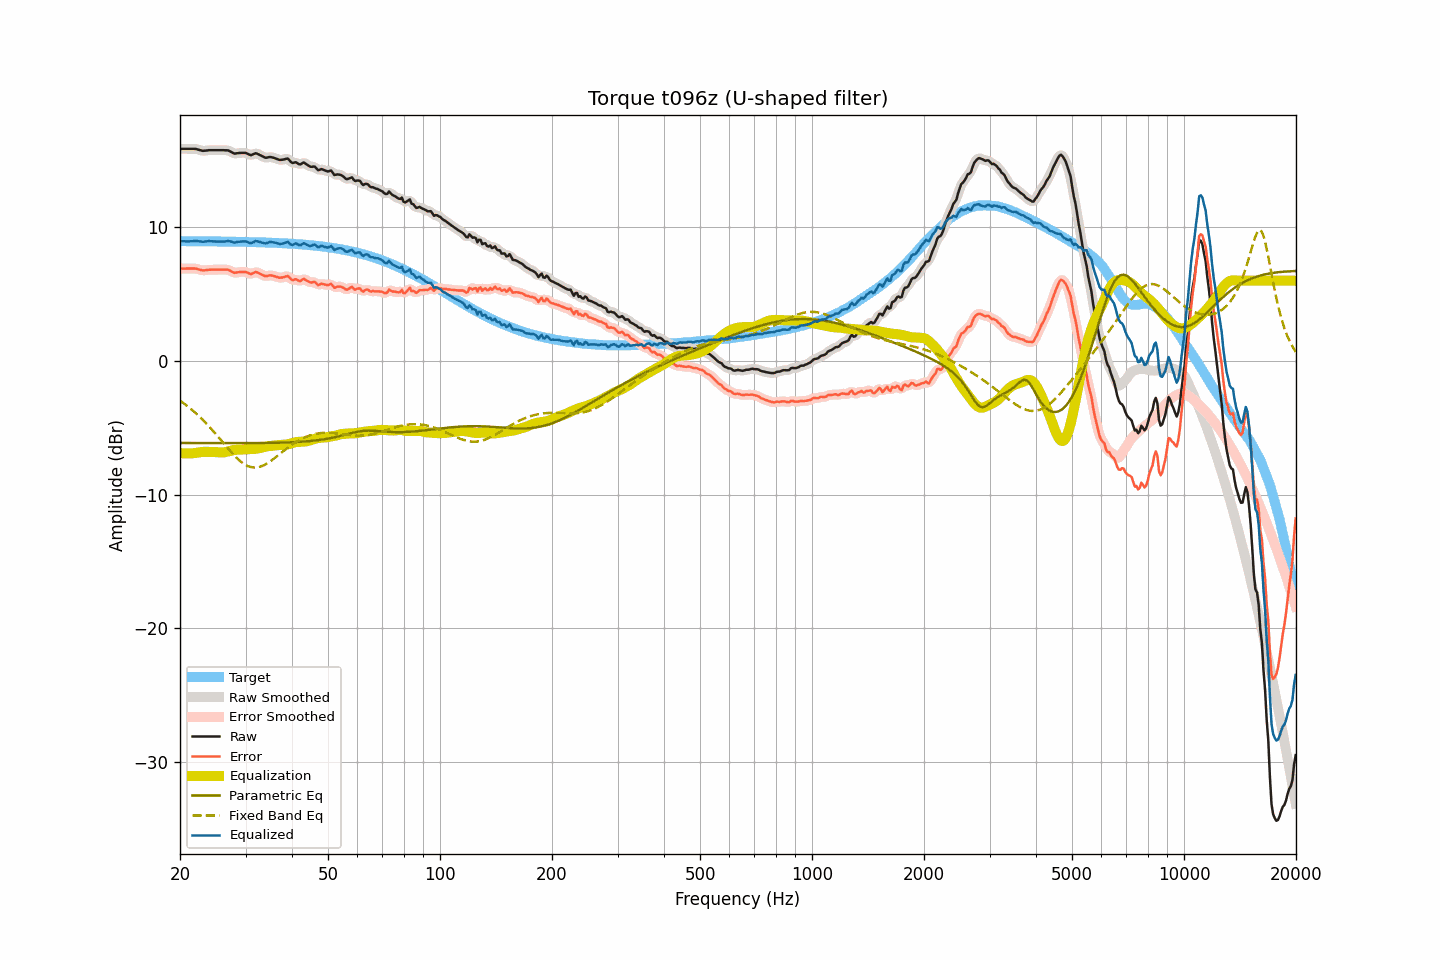 Torque t096z (U-shaped filter)
Amplitude (dBr)
10
0
−10
−20
−30
Target
Raw Smoothed
Error Smoothed
Raw
Error
Equalization
Parametric Eq
Fixed Band Eq
Equalized
20 50 100 200 500 1000 2000 5000 10000 20000
Frequency (Hz)